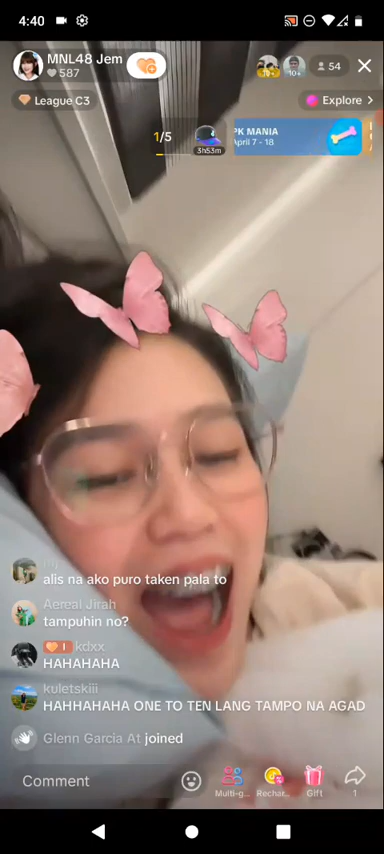 4:40
MNL48 Jem
587
10+
10+
54
League C3
Explore
1/5
3h53m
PK MANIA
April 7 - 18
alis na ako puro taken pala to
Aereal Jirah
tampuhin no?
kdxx
HAHAHAHA
kuletskiii
HAHHAHAHA ONE TO TEN LANG TAMPO NA AGAD
Glenn Garcia At joined
Comment
Multi-g...
Rechar...
Gift
1